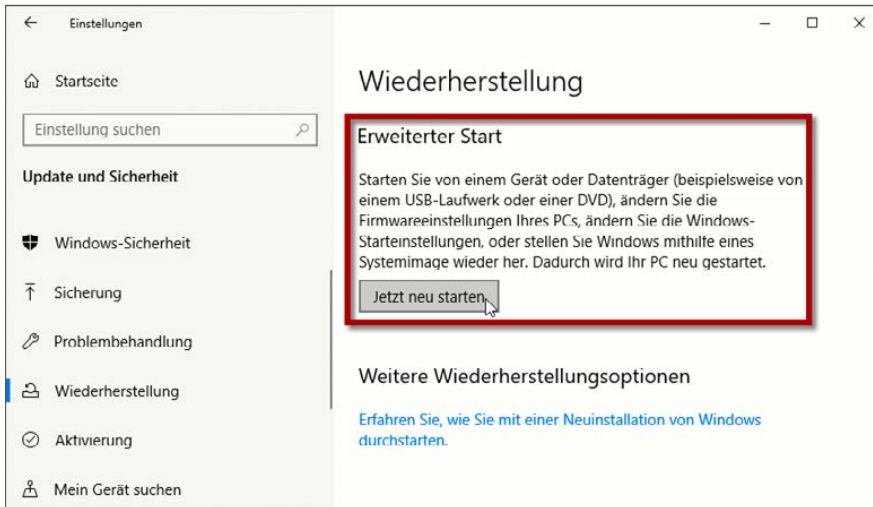 Einstellungen
Startseite
Einstellung suchen
Update und Sicherheit
Windows-Sicherheit
Sicherung
Problembehandlung
Wiederherstellung
Aktivierung
Mein Gerät suchen
Wiederherstellung
Erweiterter Start
Starten Sie von einem Gerät oder Datenträger (beispielsweise von
einem USB-Laufwerk oder einer DVD), ändern Sie die
Firmwareeinstellungen Ihres PCs, ändern Sie die Windows-
Starteinstellungen, oder stellen Sie Windows mithilfe eines
Systemimage wieder her. Dadurch wird Ihr PC neu gestartet.
Jetzt neu starten
Weitere Wiederherstellungsoptionen
Erfahren Sie, wie Sie mit einer Neuinstallation von Windows
durchstarten.